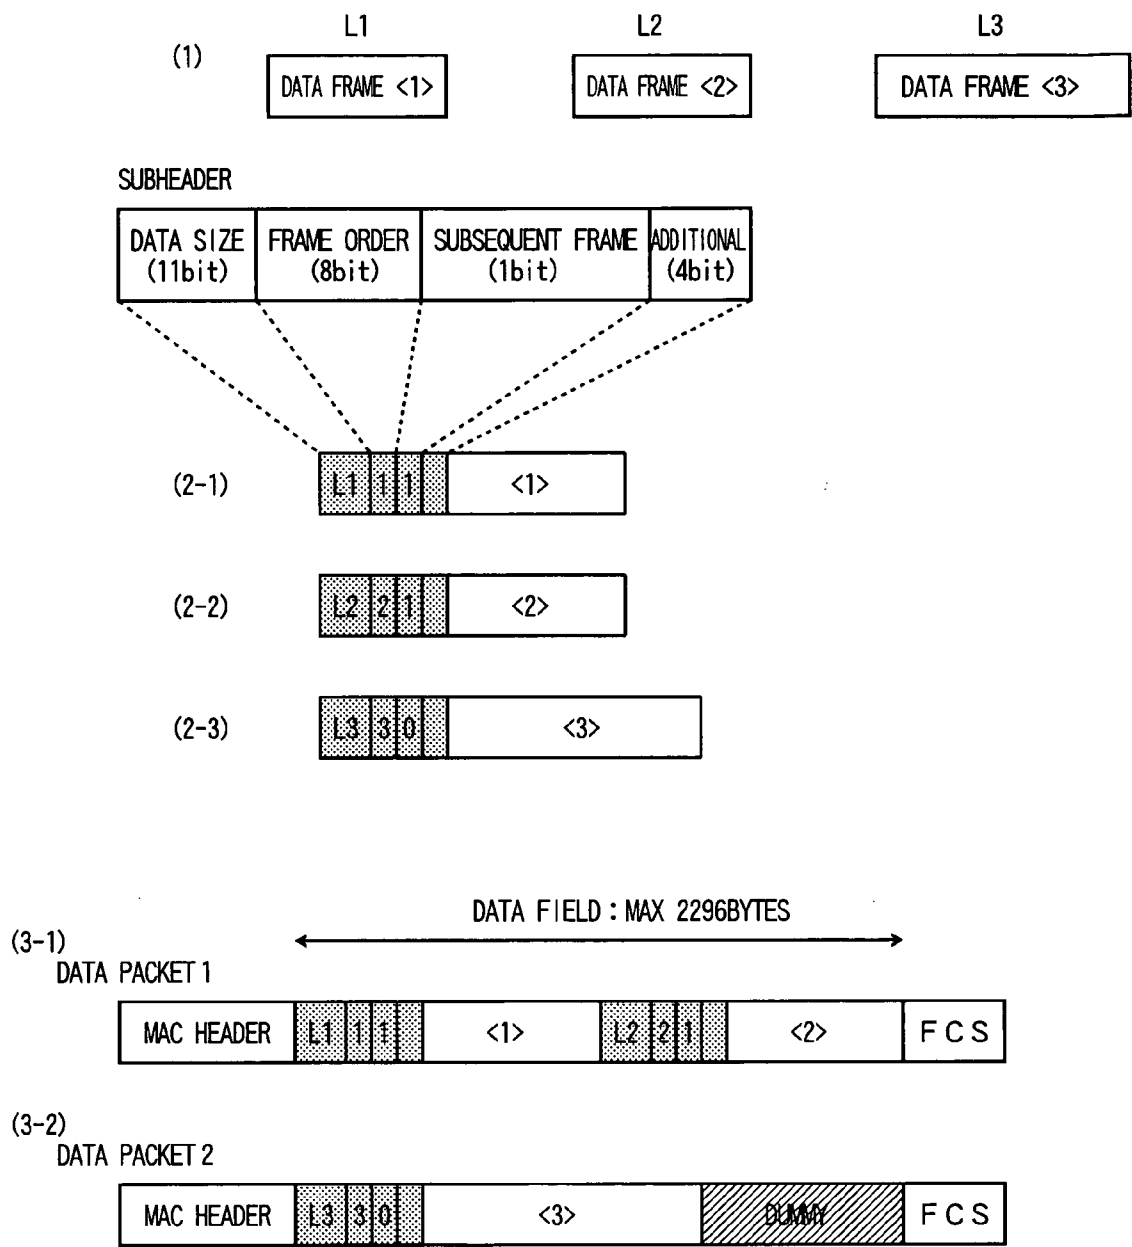 L1 L2 L3
(1)
DATA FRAME <1> DATA FRAME <2> DATA FRAME <3>
SUBHEADER
DATA SIZE (11bit) FRAME ORDER (8bit) SUBSEQUENT FRAME (1bit) ADDITIONAL (4bit)
(2-1) L1 1 1 <1>
(2-2) L2 2 1 <2>
(2-3) L3 3 0 <3>
DATA FIELD : MAX 2296BYTES
(3-1)
DATA PACKET 1
MAC HEADER L1 1 1 <1> L2 2 1 <2> FCS
(3-2)
DATA PACKET 2
MAC HEADER L3 3 0 <3> DUMMY FCS